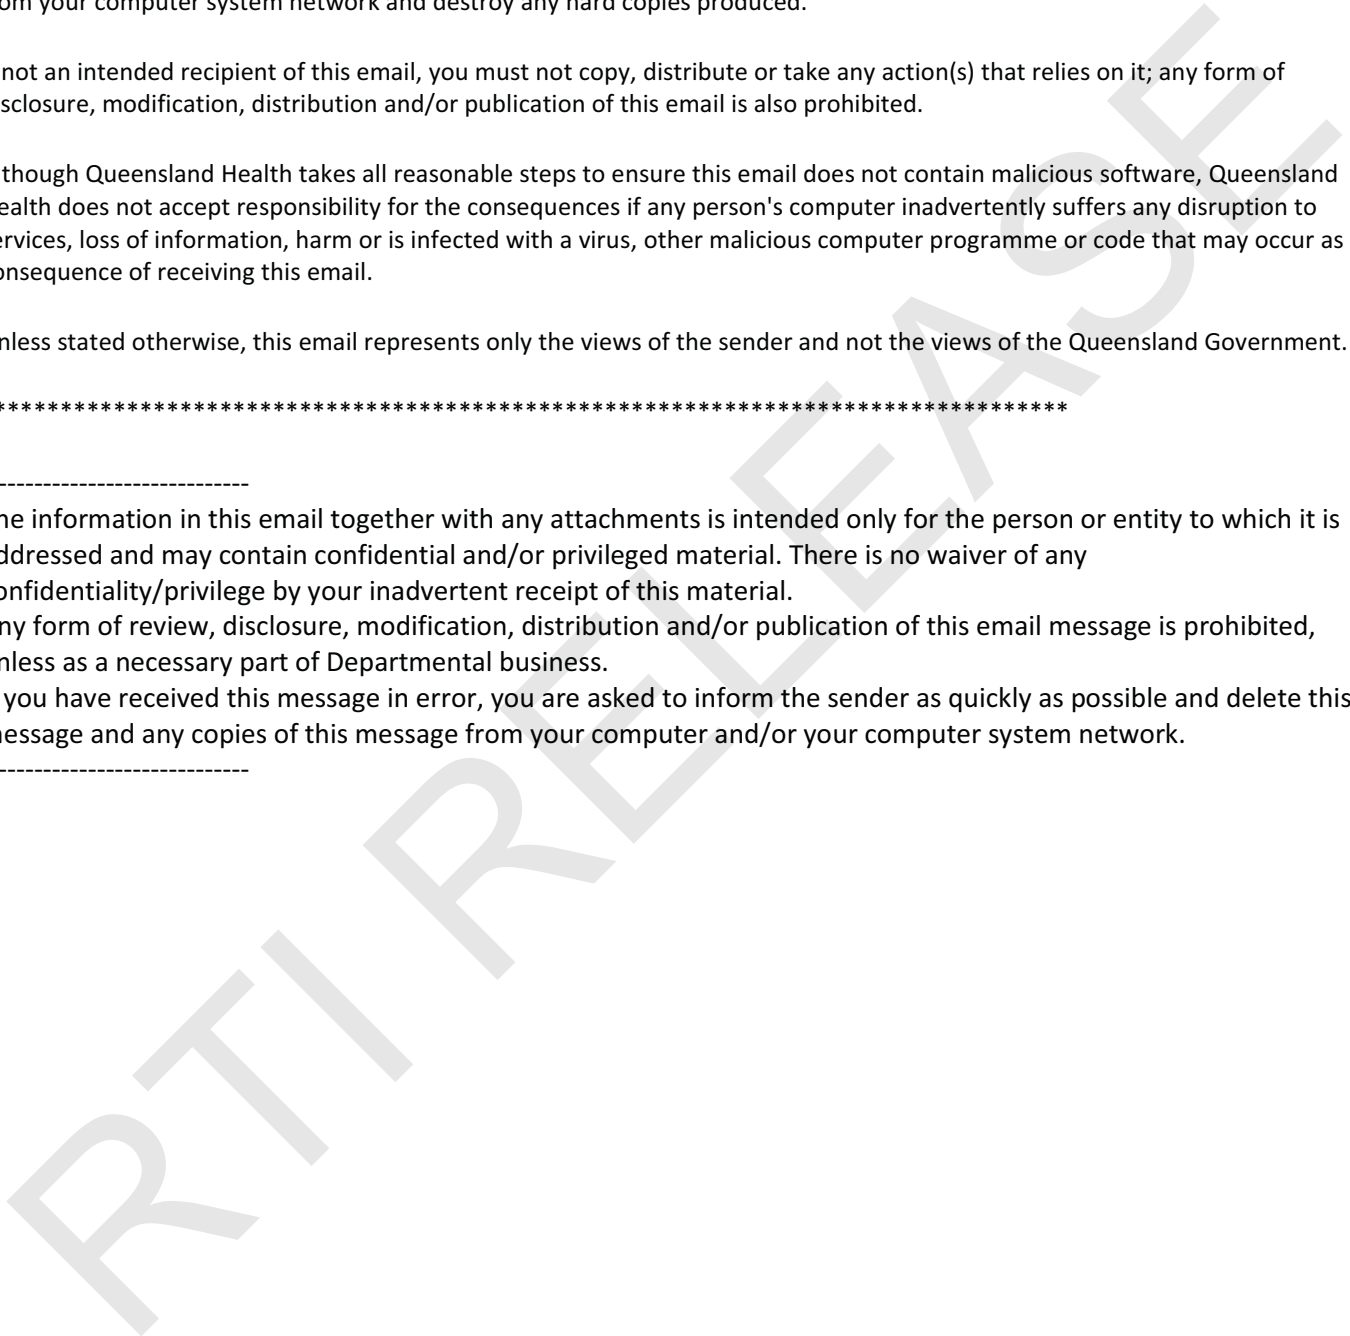 om your computer system network and destroy any hard copies produced.
not an intended recipient of this email, you must not copy, distribute or take any action(s) that relies on it; any form of
sclosure, modification, distribution and/or publication of this email is also prohibited.
though Queensland Health takes all reasonable steps to ensure this email does not contain malicious software, Queensland
ealth does not accept responsibility for the consequences if any person's computer inadvertently suffers any disruption to
ervices, loss of information, harm or is infected with a virus, other malicious computer programme or code that may occur as
onsequence of receiving this email.
nless stated otherwise, this email represents only the views of the sender and not the views of the Queensland Government.
*********************************************************************************
----------------------------
ne information in this email together with any attachments is intended only for the person or entity to which it is
ddressed and may contain confidential and/or privileged material. There is no waiver of any
onfidentiality/privilege by your inadvertent receipt of this material.
ny form of review, disclosure, modification, distribution and/or publication of this email message is prohibited,
nless as a necessary part of Departmental business.
you have received this message in error, you are asked to inform the sender as quickly as possible and delete this
nessage and any copies of this message from your computer and/or your computer system network.
----------------------------
RTI RELEASE